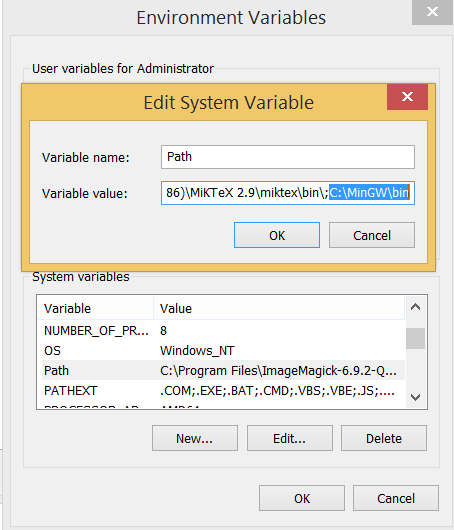 Environment Variables
User variables for Administrator
Edit System Variable
Variable name: Path
Variable value: 86)\MiKTeX 2.9\miktex\bin\;C:\MinGW\bin
OK Cancel
System variables
Variable Value
NUMBER_OF_PR... 8
OS Windows_NT
Path C:\Program Files\ImageMagick-6.9.2-Q...
PATHEXT .COM;.EXE;.BAT;.CMD;.VBS;.VBE;.JS;....
New... Edit... Delete
OK Cancel